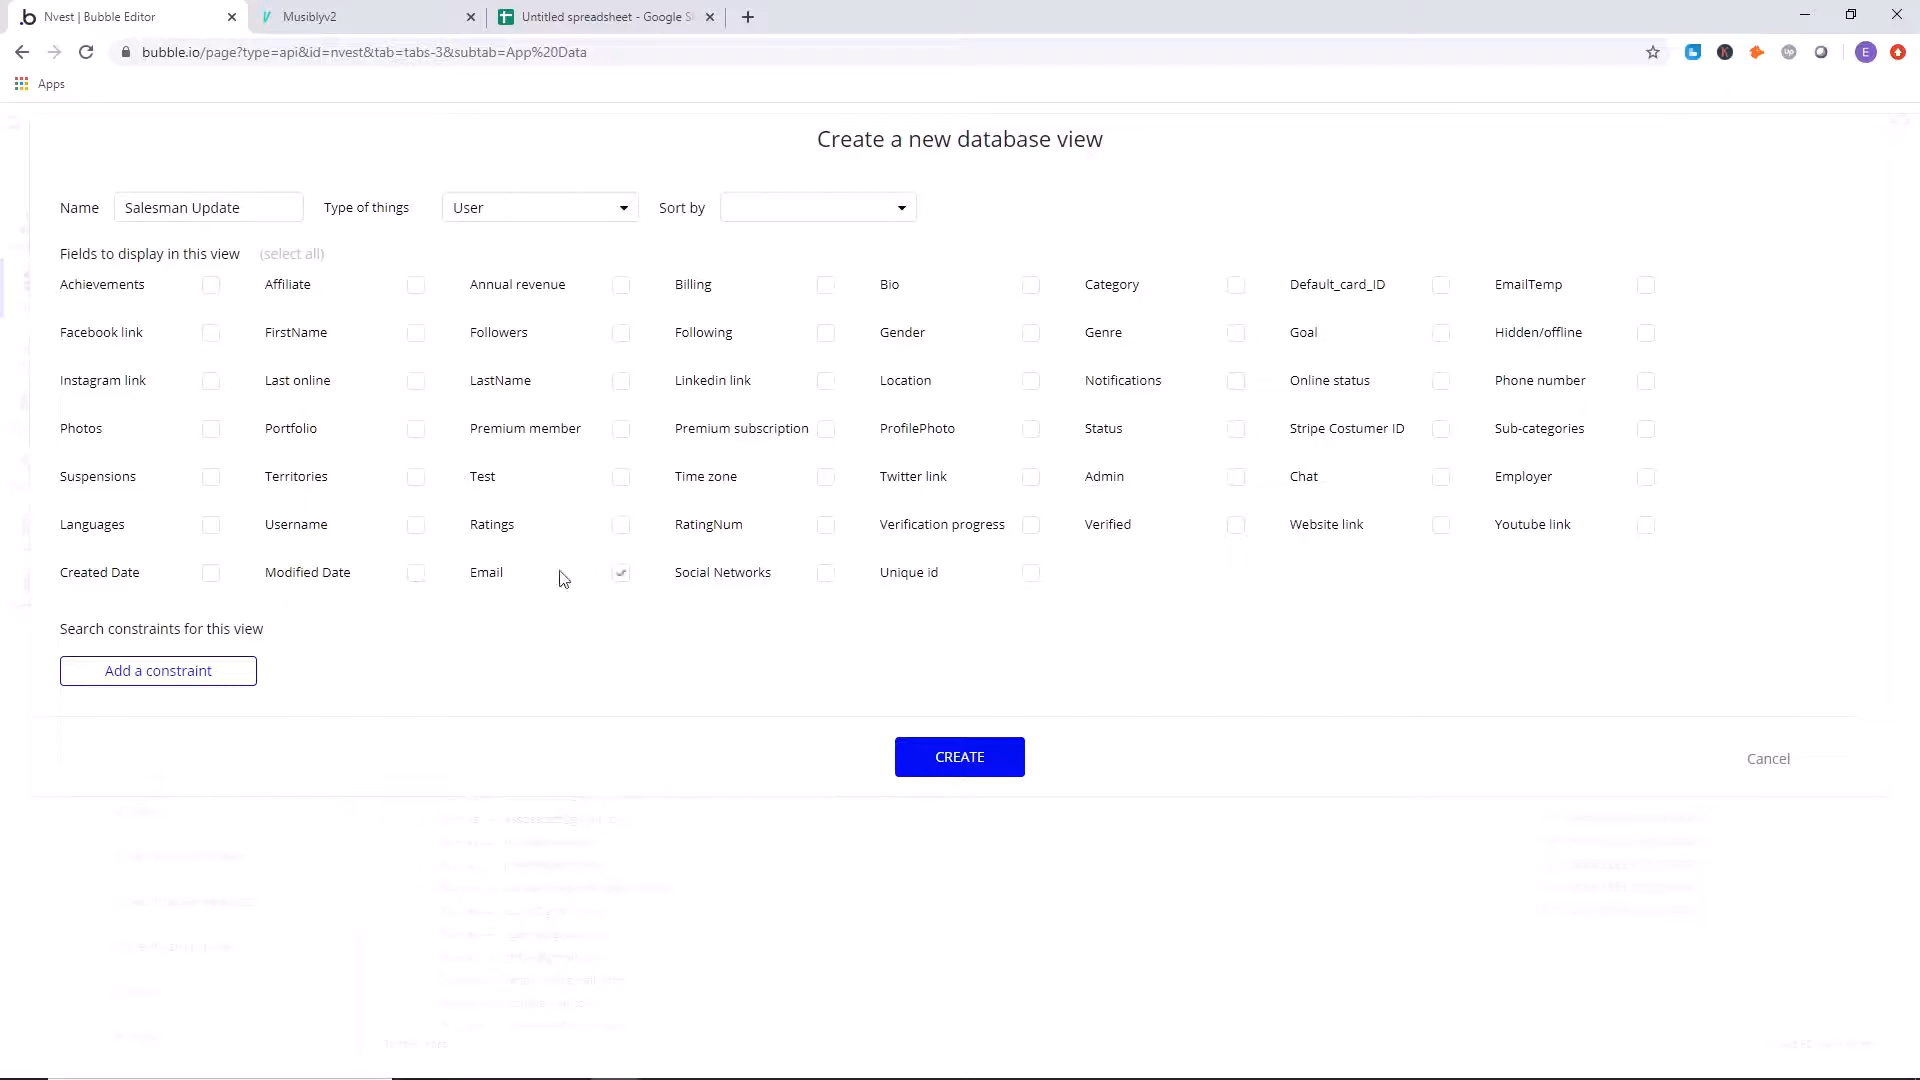 Nvest | Bubble Editor
Musiblyv2
Untitled spreadsheet - Google S
bubble.io/page?type=api&id=nvest&tab=tabs-3&subtab=App%20Data
E
Apps
Create a new database view
Name Salesman Update Type of things User Sort by
Fields to display in this view (select all)
Achievements Affiliate Annual revenue Billing Bio Category Default_card_ID EmailTemp
Facebook link FirstName Followers Following Gender Genre Goal Hidden/offline
Instagram link Last online LastName Linkedin link Location Notifications Online status Phone number
Photos Portfolio Premium member Premium subscription ProfilePhoto Status Stripe Costumer ID Sub-categories
Suspensions Territories Test Time zone Twitter link Admin Chat Employer
Languages Username Ratings RatingNum Verification progress Verified Website link Youtube link
Created Date Modified Date Email Social Networks Unique id
Search constraints for this view
Add a constraint
CREATE
Cancel